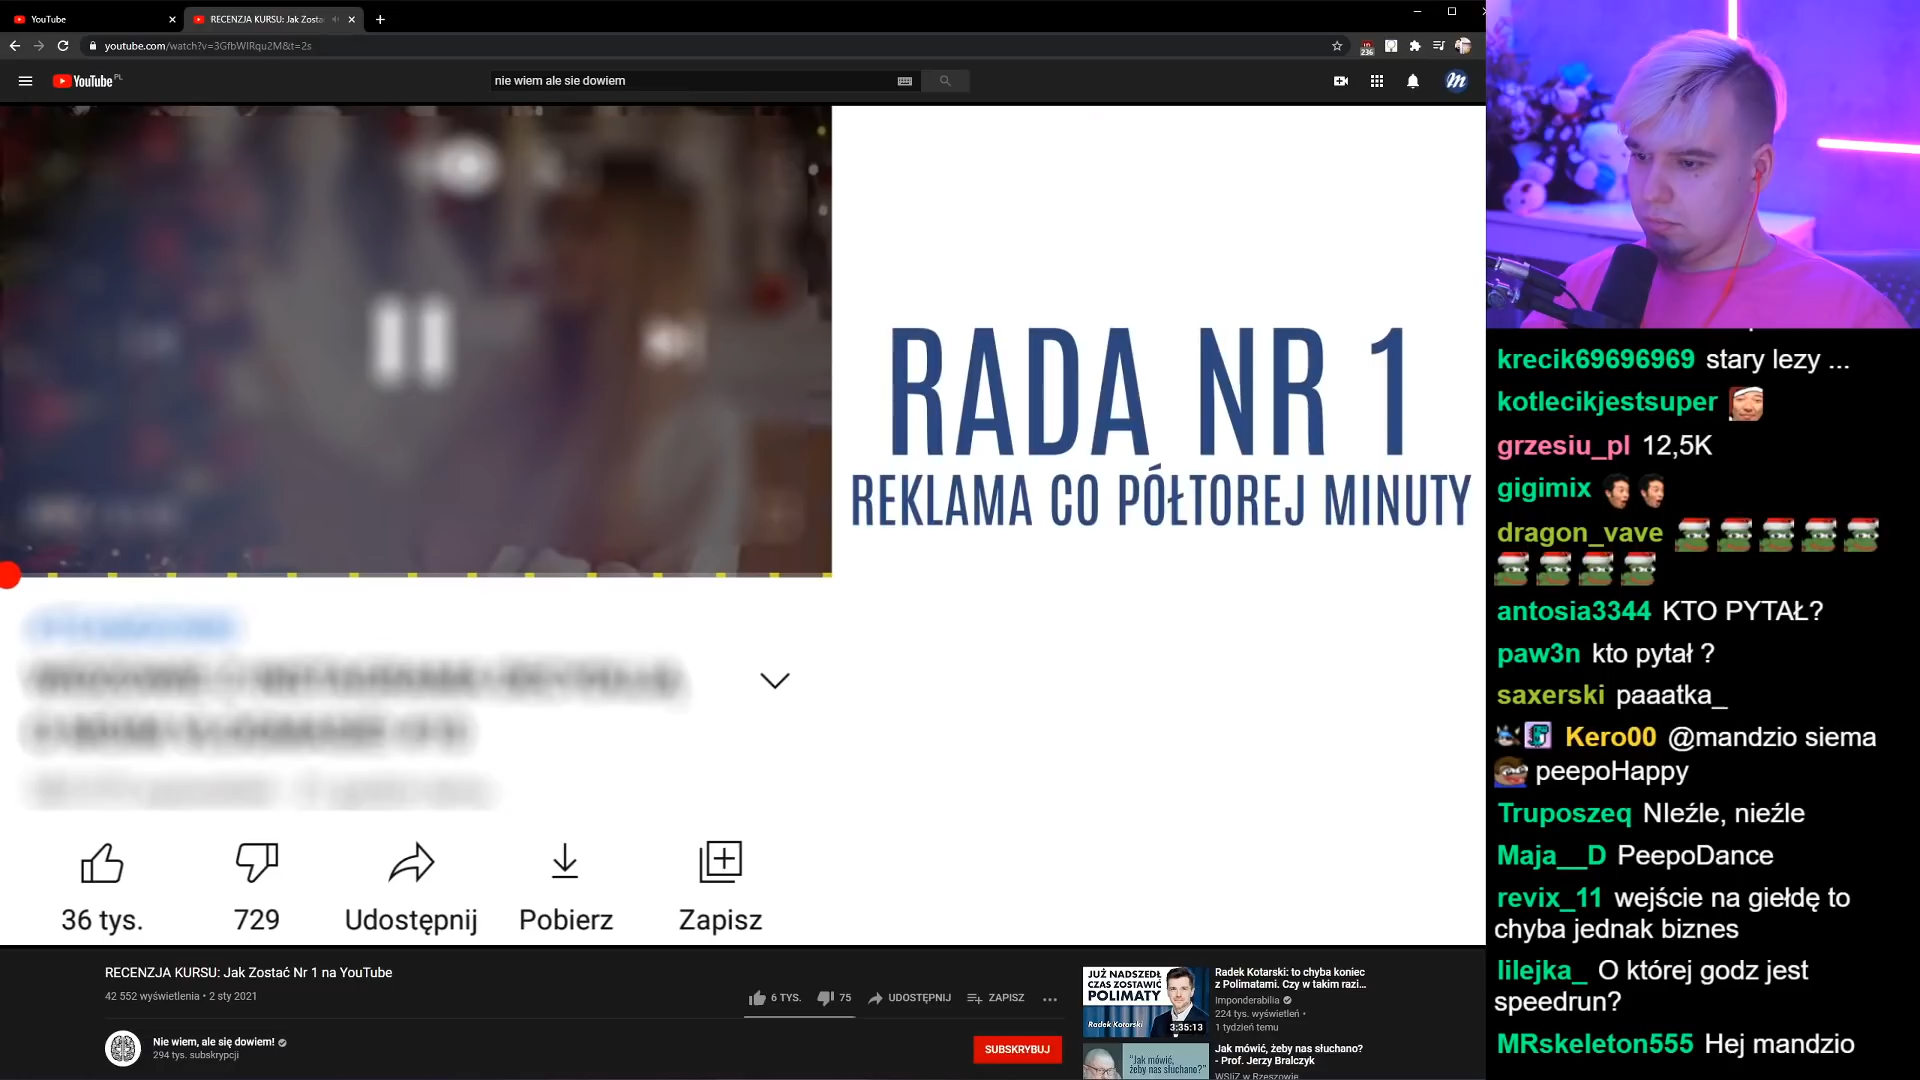 YouTube
RECENZJA KURSU: Jak Zosta
youtube.com/watch?v=3GfbWlRqu2M&t=2s
236
YouTube PL
nie wiem ale sie dowiem
m
RADA NR 1
REKLAMA CO PÓŁTOREJ MINUTY
36 tys.
729
Udostępnij
Pobierz
Zapisz
RECENZJA KURSU: Jak Zostać Nr 1 na YouTube
42 552 wyświetlenia • 2 sty 2021
6 TYS.
75
UDOSTĘPNIJ
ZAPISZ
Nie wiem, ale się dowiem!
294 tys. subskrypcji
SUBSKRYBUJ
JUŻ NADSZEDŁ
CZAS ZOSTAWIĆ
POLIMATY
Radek Kotarski
3:35:13
Radek Kotarski: to chyba koniec
z Polimatami. Czy w takim razi...
Imponderabilia
224 tys. wyświetleń •
1 tydzień temu
"Jak mówić,
żeby nas słuchano?"
Jak mówić, żeby nas słuchano?
- Prof. Jerzy Bralczyk
WSIiZ w Rzeszowie
krecik69696969 stary lezy ...
kotlecikjestsuper
grzesiu_pl 12,5K
gigimix
dragon_vave
antosia3344 KTO PYTAŁ?
paw3n kto pytał ?
saxerski paaatka_
Kero00 @mandzio siema
peepoHappy
Truposzeq NIeźle, nieźle
Maja__D PeepoDance
revix_11 wejście na giełdę to
chyba jednak biznes
lilejka_ O której godz jest
speedrun?
MRskeleton555 Hej mandzio